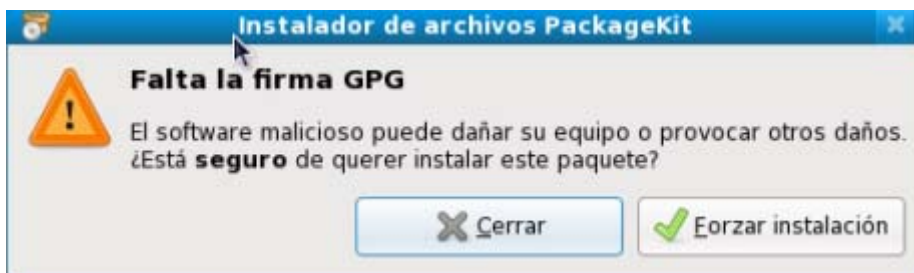 Instalador de archivos PackageKit
Falta la firma GPG
El software malicioso puede dañar su equipo o provocar otros daños.
¿Está seguro de querer instalar este paquete?
Cerrar
Forzar instalación